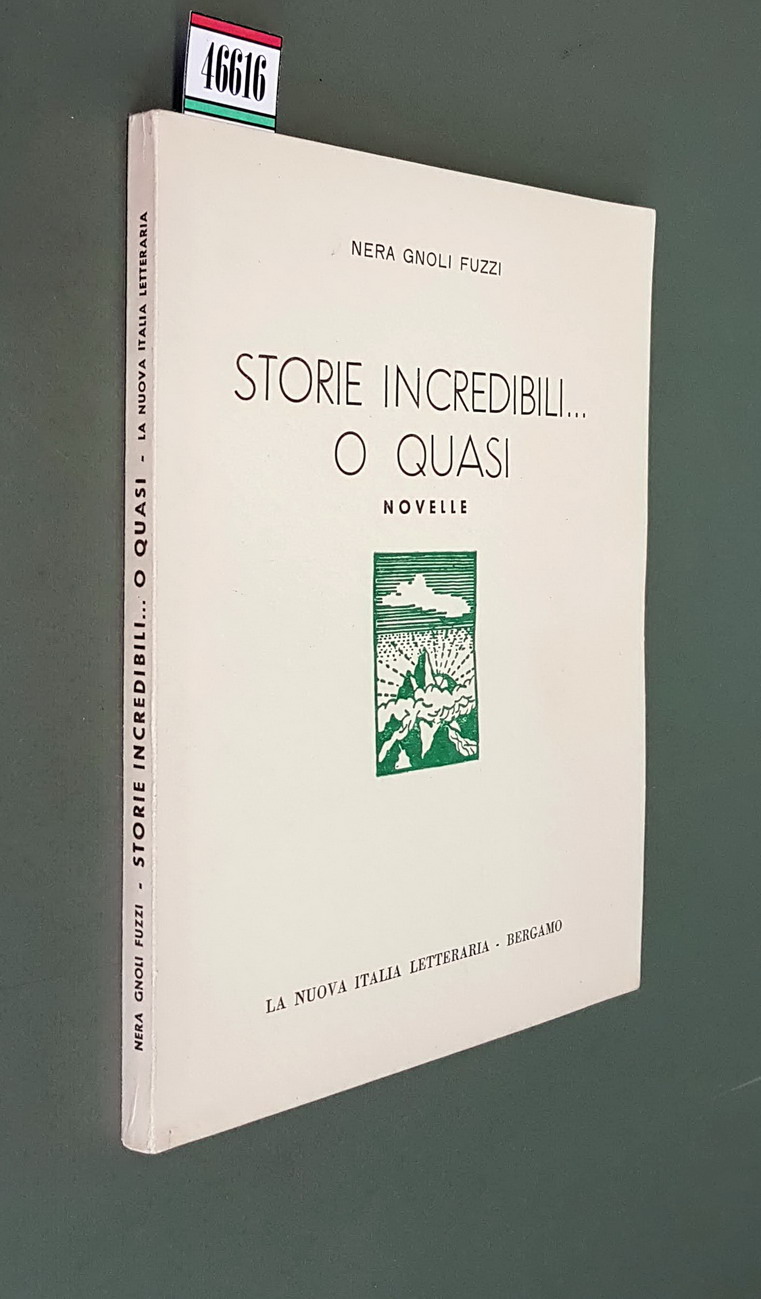 46616
NERA GNOLI FUZZI
STORIE INCREDIBILI...
O QUASI
NOVELLE
LA NUOVA ITALIA LETTERARIA - BERGAMO
NERA GNOLI FUZZI - STORIE INCREDIBILI... O QUASI - LA NUOVA ITALIA LETTERARIA